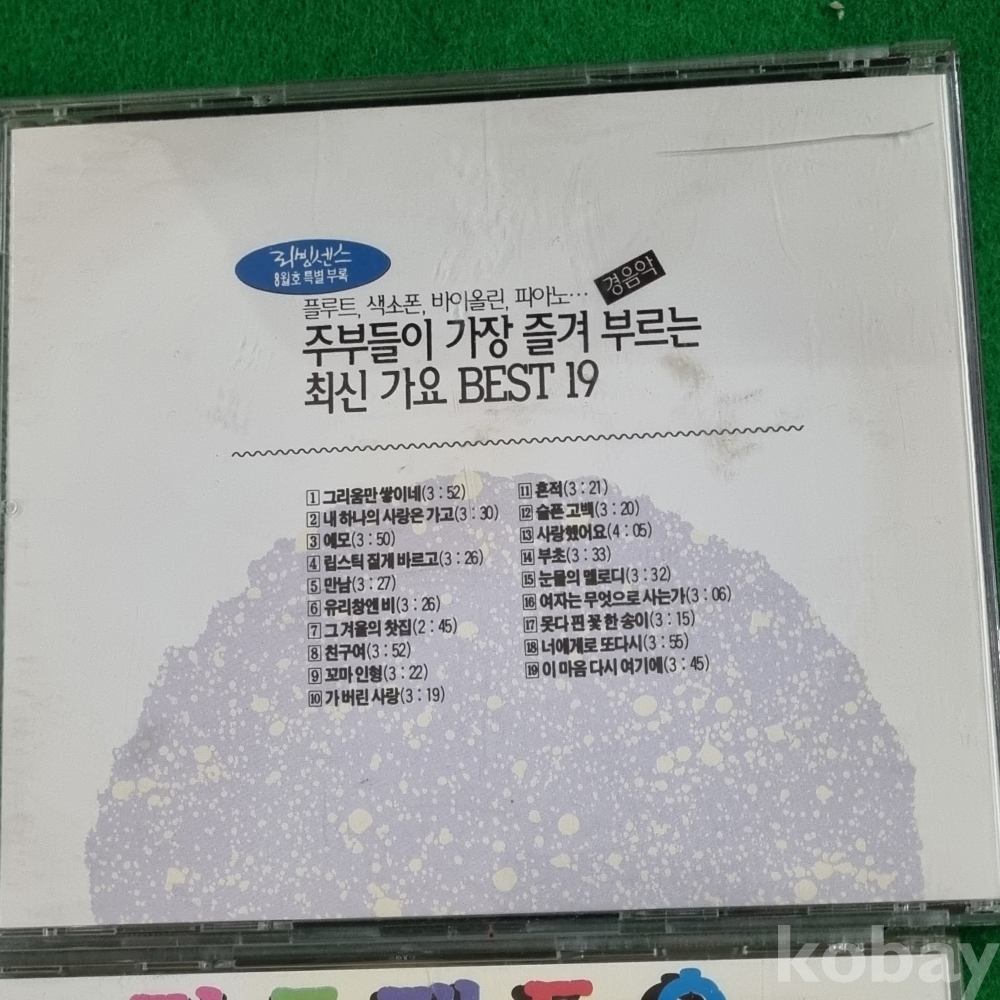 리빙센스
8월호 특별 부록
플루트, 색소폰, 바이올린, 피아노…
경음악
주부들이 가장 즐겨 부르는
최신 가요 BEST 19
1 그리움만 쌓이네(3 : 52)
2 내 하나의 사랑은 가고(3 : 30)
3 애모(3 : 50)
4 립스틱 짙게 바르고(3 : 26)
5 만남(3 : 27)
6 유리창엔 비(3 : 26)
7 그 겨울의 찻집(2 : 45)
8 친구여(3 : 52)
9 꼬마 인형(3 : 22)
10 가 버린 사랑(3 : 19)
11 흔적(3 : 21)
12 슬픈 고백(3 : 20)
13 사랑했어요(4 : 05)
14 부초(3 : 33)
15 눈물의 멜로디(3 : 32)
16 여자는 무엇으로 사는가(3 : 06)
17 못다 핀 꽃 한 송이(3 : 15)
18 너에게로 또다시(3 : 55)
19 이 마음 다시 여기에(3 : 45)
kobay